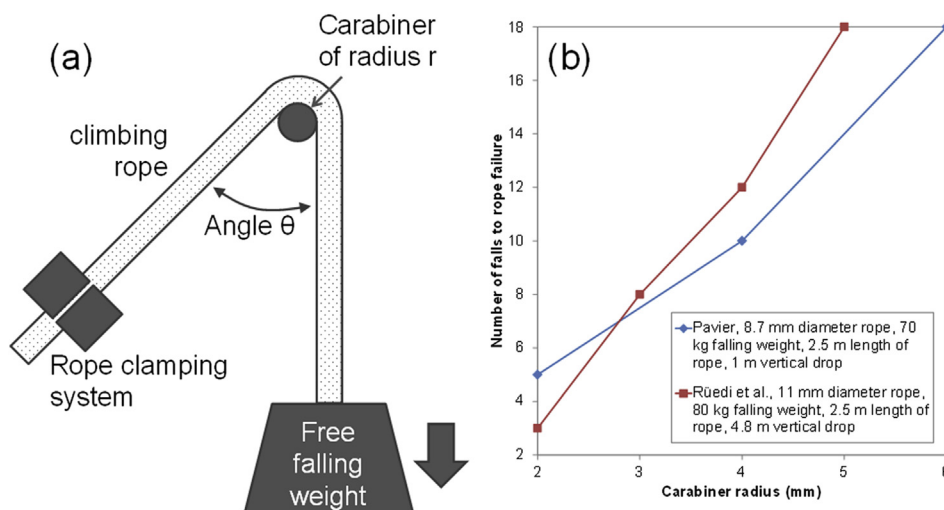 (a)
Carabiner
of radius r
climbing
rope
Angle θ
Rope clamping
system
Free
falling
weight
(b)
Number of falls to rope failure
18
16
14
12
10
8
6
4
2
Pavier, 8.7 mm diameter rope, 70
kg falling weight, 2.5 m length of
rope, 1 m vertical drop
Rüedi et al., 11 mm diameter rope,
80 kg falling weight, 2.5 m length of
rope, 4.8 m vertical drop
2 3 4 5
Carabiner radius (mm)